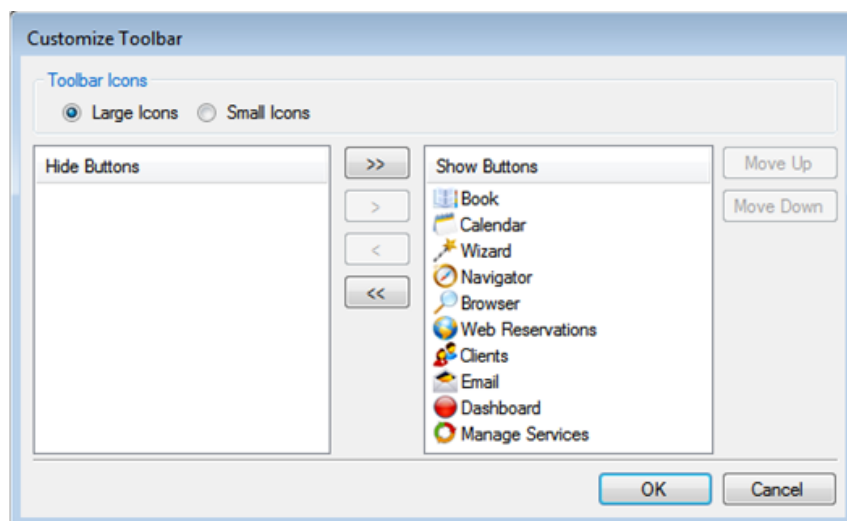 Customize Toolbar
Toolbar Icons
Large Icons Small Icons
Hide Buttons
>>
>
<
<<
Show Buttons
Book
Calendar
Wizard
Navigator
Browser
Web Reservations
Clients
Email
Dashboard
Manage Services
Move Up
Move Down
OK Cancel